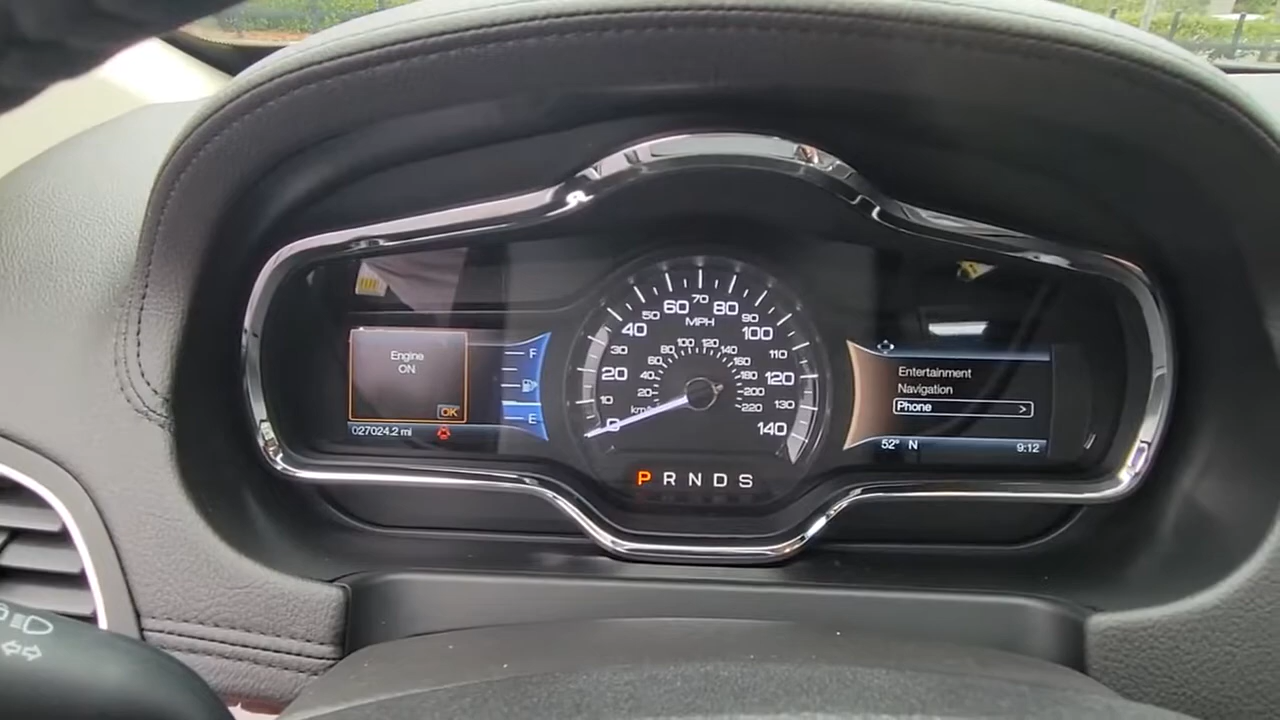 Engine
ON
OK
027024.2 mi
F
E
0
10
20
30
40
50
60
70
80
90
100
110
120
130
140
MPH
20
40
60
80
100
120
140
160
180
200
220
P R N D S
Entertainment
Navigation
Phone >
52° N
9:12